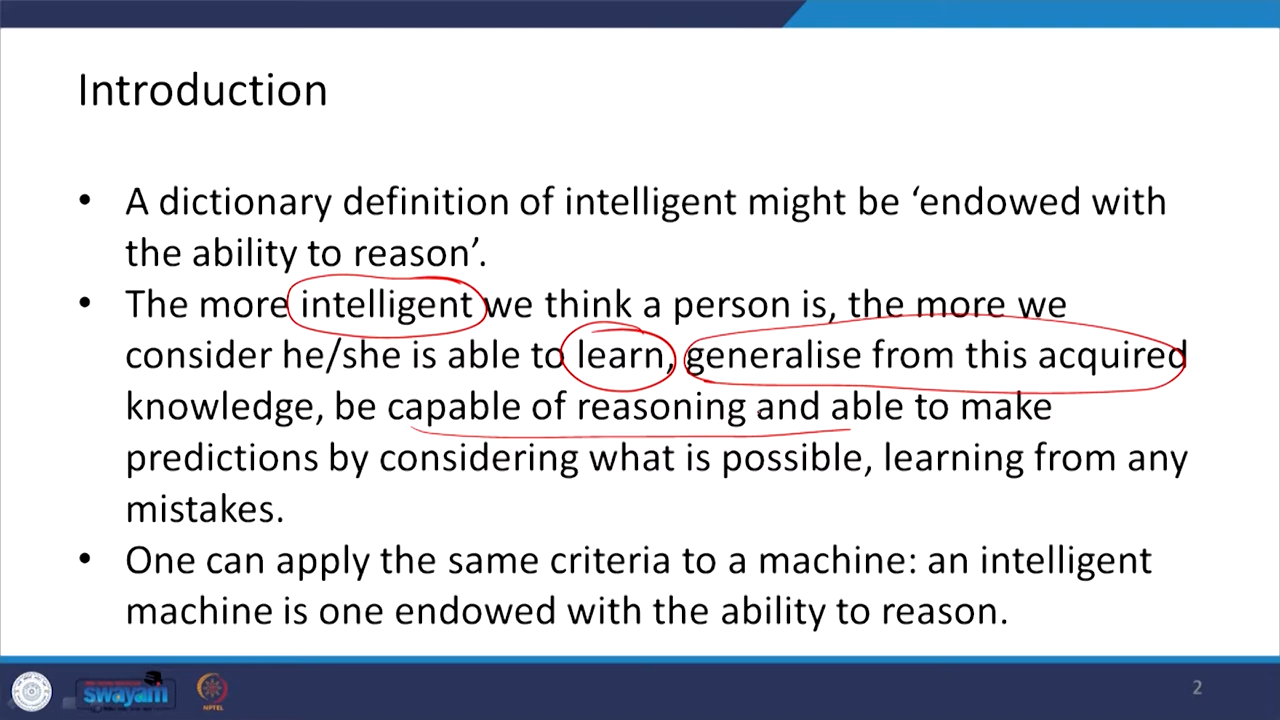 Introduction
• A dictionary definition of intelligent might be ‘endowed with
the ability to reason’.
• The more intelligent we think a person is, the more we
consider he/she is able to learn, generalise from this acquired
knowledge, be capable of reasoning and able to make
predictions by considering what is possible, learning from any
mistakes.
• One can apply the same criteria to a machine: an intelligent
machine is one endowed with the ability to reason.
swayam
NPTEL
2